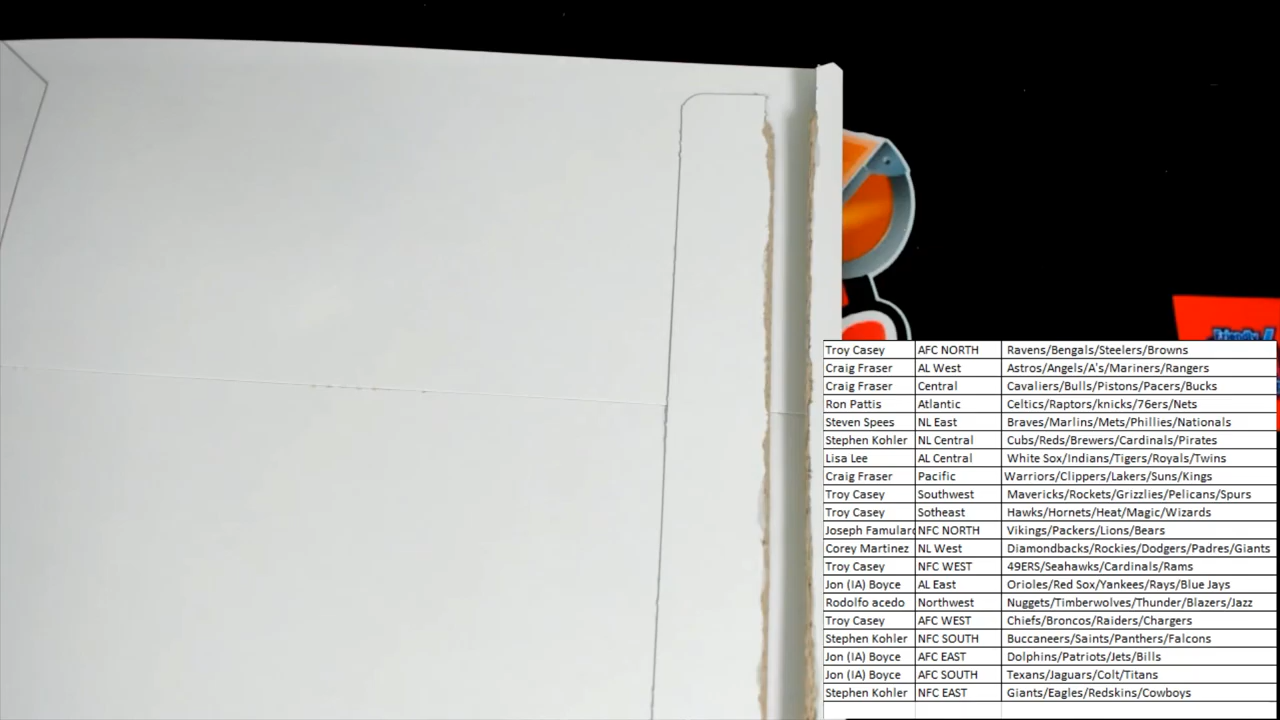 Friendly
Troy Casey AFC NORTH Ravens/Bengals/Steelers/Browns
Craig Fraser AL West Astros/Angels/A's/Mariners/Rangers
Craig Fraser Central Cavaliers/Bulls/Pistons/Pacers/Bucks
Ron Pattis Atlantic Celtics/Raptors/knicks/76ers/Nets
Steven Spees NL East Braves/Marlins/Mets/Phillies/Nationals
Stephen Kohler NL Central Cubs/Reds/Brewers/Cardinals/Pirates
Lisa Lee AL Central White Sox/Indians/Tigers/Royals/Twins
Craig Fraser Pacific Warriors/Clippers/Lakers/Suns/Kings
Troy Casey Southwest Mavericks/Rockets/Grizzlies/Pelicans/Spurs
Troy Casey Sotheast Hawks/Hornets/Heat/Magic/Wizards
Joseph Famularo NFC NORTH Vikings/Packers/Lions/Bears
Corey Martinez NL West Diamondbacks/Rockies/Dodgers/Padres/Giants
Troy Casey NFC WEST 49ERS/Seahawks/Cardinals/Rams
Jon (IA) Boyce AL East Orioles/Red Sox/Yankees/Rays/Blue Jays
Rodolfo acedo Northwest Nuggets/Timberwolves/Thunder/Blazers/Jazz
Troy Casey AFC WEST Chiefs/Broncos/Raiders/Chargers
Stephen Kohler NFC SOUTH Buccaneers/Saints/Panthers/Falcons
Jon (IA) Boyce AFC EAST Dolphins/Patriots/Jets/Bills
Jon (IA) Boyce AFC SOUTH Texans/Jaguars/Colt/Titans
Stephen Kohler NFC EAST Giants/Eagles/Redskins/Cowboys